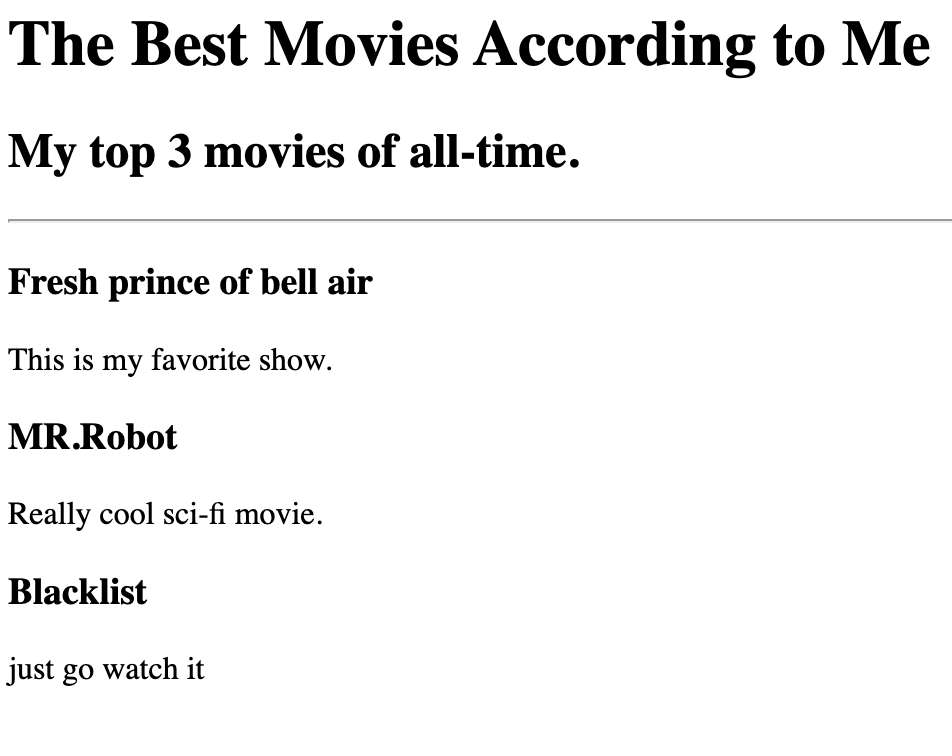 The Best Movies According to Me
My top 3 movies of all-time.
Fresh prince of bell air
This is my favorite show.
MR.Robot
Really cool sci-fi movie.
Blacklist
just go watch it